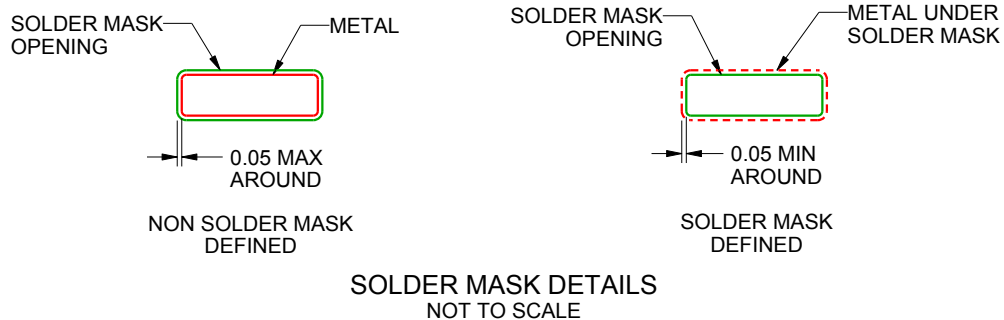 SOLDER MASK
OPENING
METAL
0.05 MAX
AROUND
NON SOLDER MASK
DEFINED
SOLDER MASK
OPENING
METAL UNDER
SOLDER MASK
0.05 MIN
AROUND
SOLDER MASK
DEFINED
SOLDER MASK DETAILS
NOT TO SCALE